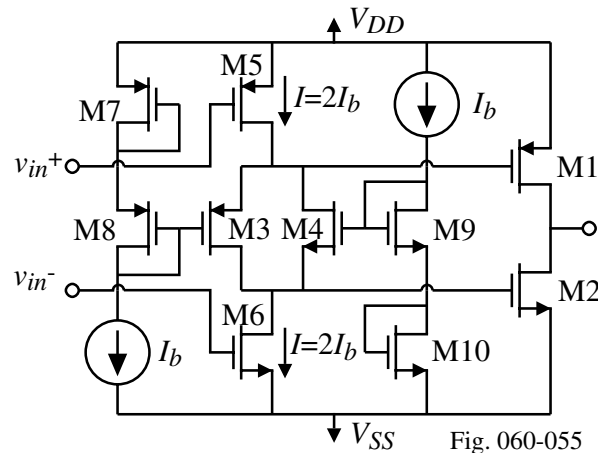 V_DD
M5
M7
I=2I_b
I_b
v_in+
M1
M8
M3
M4
M9
v_in-
M2
M6
I_b
I=2I_b
M10
V_SS
Fig. 060-055